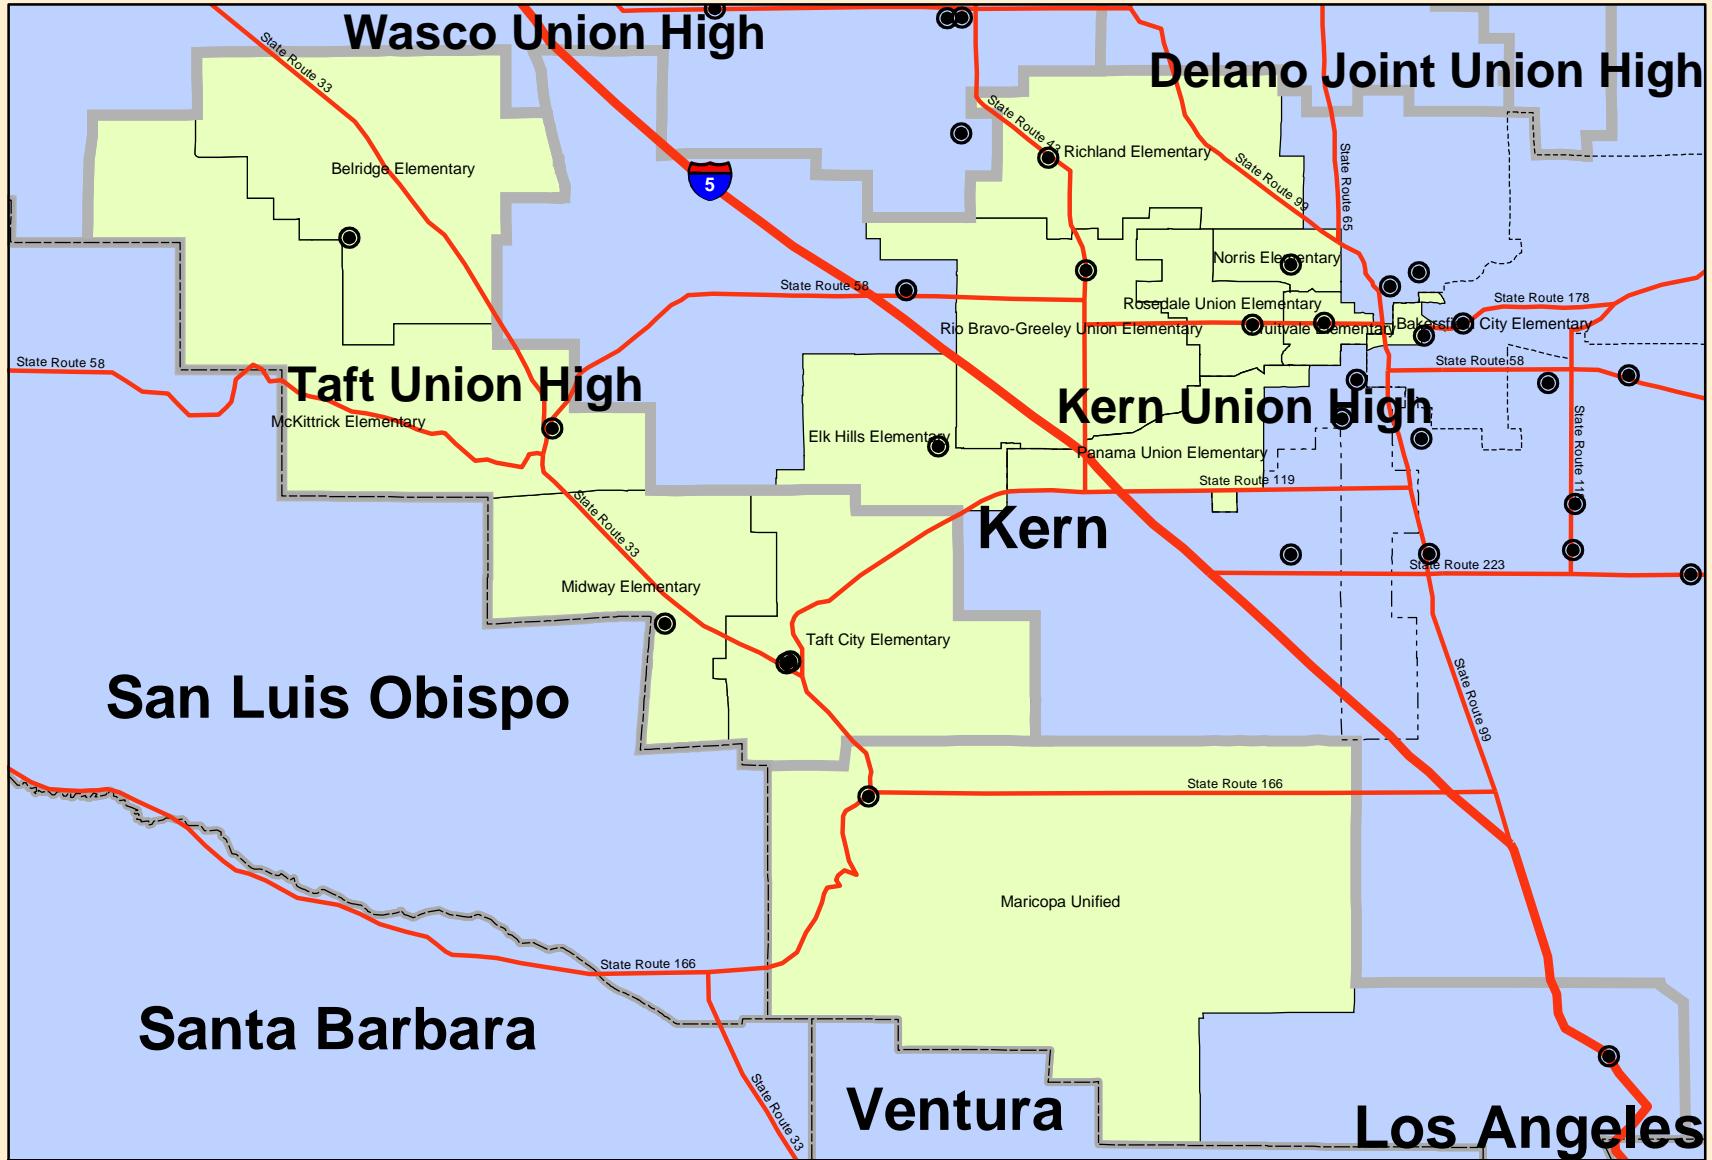 Wasco Union High
State Route 33
Delano Joint Union High
State Route 43
Richland Elementary
State Route 99
State Route 65
Belridge Elementary
5
Norris Elementary
State Route 58
Rosedale Union Elementary
State Route 178
Rio Bravo-Greeley Union Elementary
Fruitvale Elementary
Bakersfield City Elementary
State Route 58
State Route 58
Taft Union High
Kern Union High
McKittrick Elementary
Elk Hills Elementary
Panama Union Elementary
State Route 119
State Route 33
Kern
State Route 223
Midway Elementary
Taft City Elementary
San Luis Obispo
State Route 99
State Route 166
Maricopa Unified
State Route 166
Santa Barbara
State Route 33
Ventura
Los Angeles